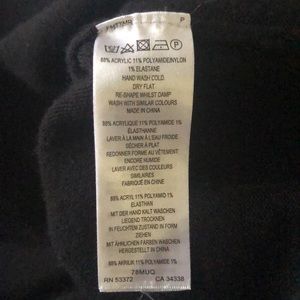 P
88% ACRYLIC 11% POLYAMIDE/NYLON
1% ELASTANE
HAND WASH COLD.
DRY FLAT
RE-SHAPE WHILST DAMP
WASH WITH SIMILAR COLOURS
MADE IN CHINA
88% ACRYLIQUE 11% POLYAMIDE 1%
ÉLASTHANNE
LAVER À LA MAIN À L'EAU FROIDE
SÉCHER À PLAT
REDONNER FORME AU VÊTEMENT
ENCORE HUMIDE
LAVER AVEC DES COULEURS
SIMILAIRES
FABRIQUÉ EN CHINE
88% ACRYL 11% POLYAMID 1%
ELASTHAN
MIT DER HAND KALT WASCHEN
LIEGEND TROCKNEN
IN FEUCHTEM ZUSTAND IN FORM
ZIEHEN
MIT ÄHNLICHEN FARBEN WASCHEN
HERGESTELLT IN CHINA
88% AKRILIK 11% POLYAMIDE 1%
78MUQ
RN 53372 CA 34338